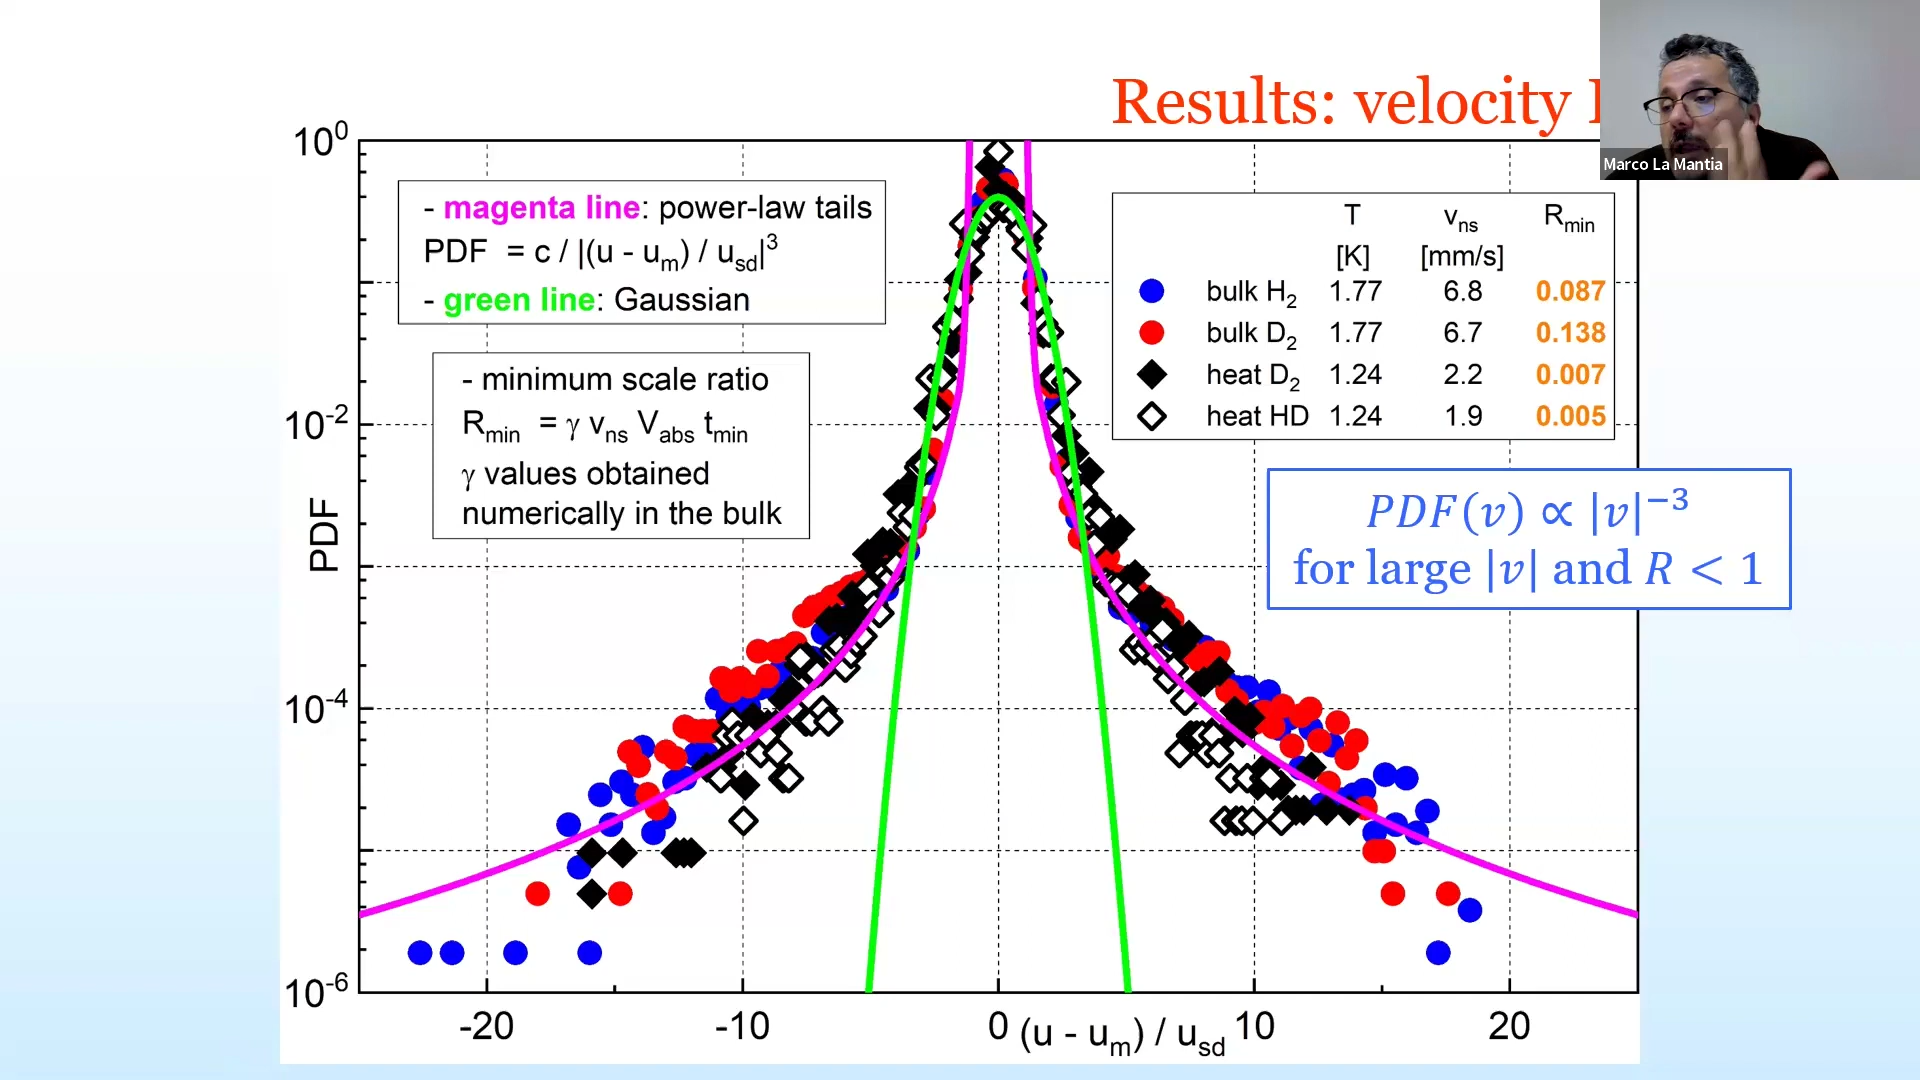 Results: velocity
Marco La Mantia
- magenta line: power-law tails
PDF = c / |(u - u_m) / u_sd|^3
- green line: Gaussian
- minimum scale ratio
R_min = γ v_ns V_abs t_min
γ values obtained
numerically in the bulk
T v_ns R_min
[K] [mm/s]
bulk H_2 1.77 6.8 0.087
bulk D_2 1.77 6.7 0.138
heat D_2 1.24 2.2 0.007
heat HD 1.24 1.9 0.005
PDF(v) ∝ |v|^−3
for large |v| and R < 1
PDF
10^0
10^-2
10^-4
10^-6
-20 -10 0 10 20
(u - u_m) / u_sd